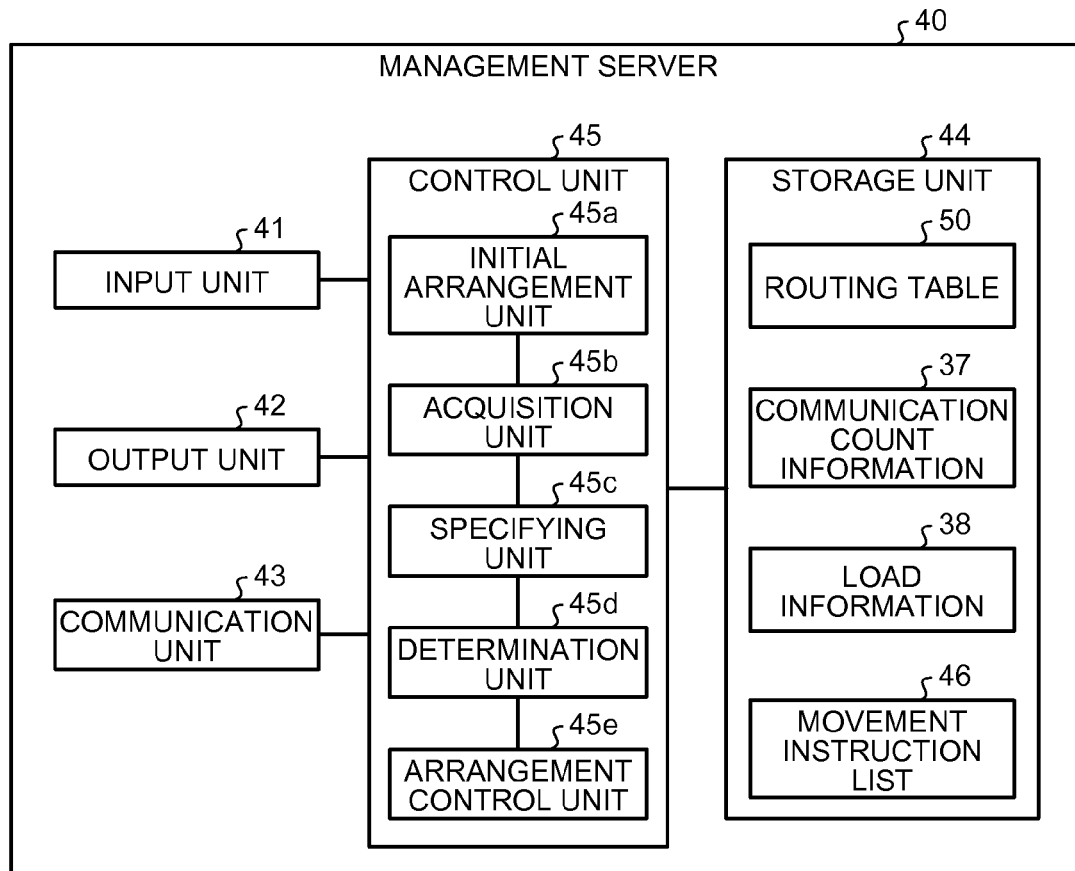 40
MANAGEMENT SERVER
41
INPUT UNIT
42
OUTPUT UNIT
43
COMMUNICATION
UNIT
45
CONTROL UNIT
45a
INITIAL
ARRANGEMENT
UNIT
45b
ACQUISITION
UNIT
45c
SPECIFYING
UNIT
45d
DETERMINATION
UNIT
45e
ARRANGEMENT
CONTROL UNIT
44
STORAGE UNIT
50
ROUTING TABLE
37
COMMUNICATION
COUNT
INFORMATION
38
LOAD
INFORMATION
46
MOVEMENT
INSTRUCTION
LIST